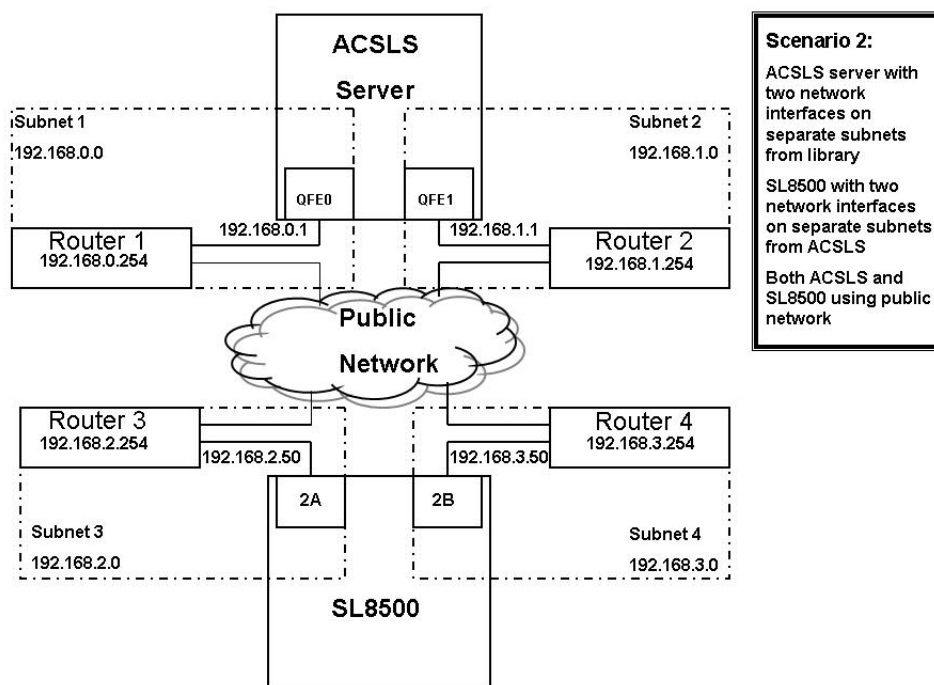 ACSLS
Server
Subnet 1
192.168.0.0
Subnet 2
192.168.1.0
QFE0
QFE1
192.168.0.1
192.168.1.1
Router 1
192.168.0.254
Router 2
192.168.1.254
Public
Network
Router 3
192.168.2.254
Router 4
192.168.3.254
192.168.2.50
192.168.3.50
2A
2B
Subnet 3
192.168.2.0
Subnet 4
192.168.3.0
SL8500
Scenario 2:
ACSLS server with
two network
interfaces on
separate subnets
from library
SL8500 with two
network interfaces
on separate subnets
from ACSLS
Both ACSLS and
SL8500 using public
network